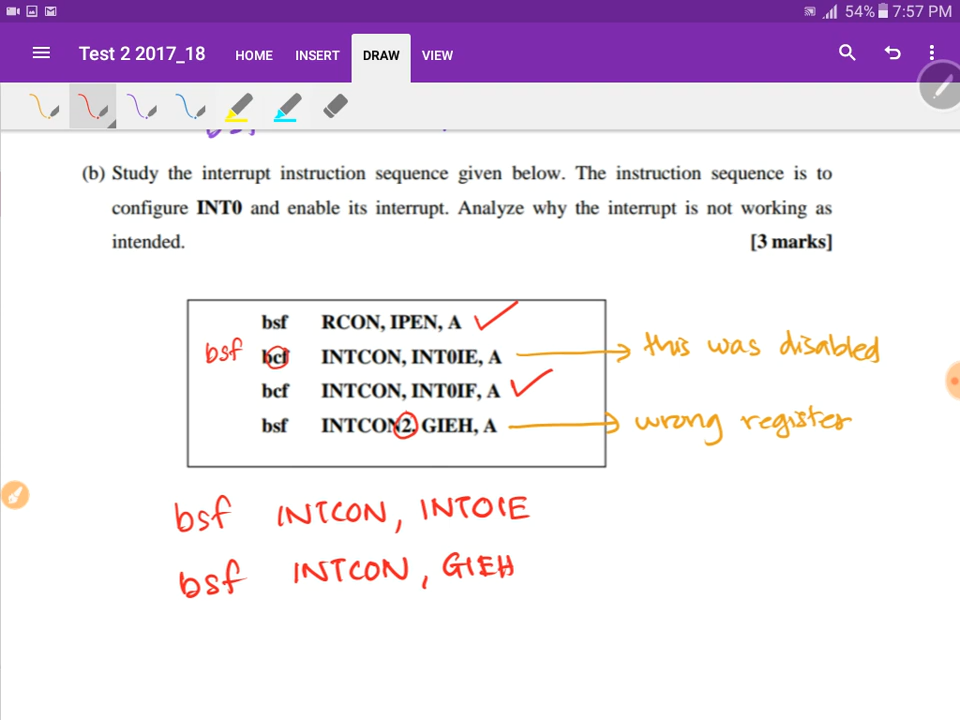 54% 7:57 PM
Test 2 2017_18 HOME INSERT DRAW VIEW
(b) Study the interrupt instruction sequence given below. The instruction sequence is to
configure INT0 and enable its interrupt. Analyze why the interrupt is not working as
intended. [3 marks]
bsf RCON, IPEN, A
bsf bcf INTCON, INT0IE, A this was disabled
bcf INTCON, INT0IF, A
bsf INTCON2, GIEH, A wrong register
bsf INTCON, INTOIE
bsf INTCON, GIEH